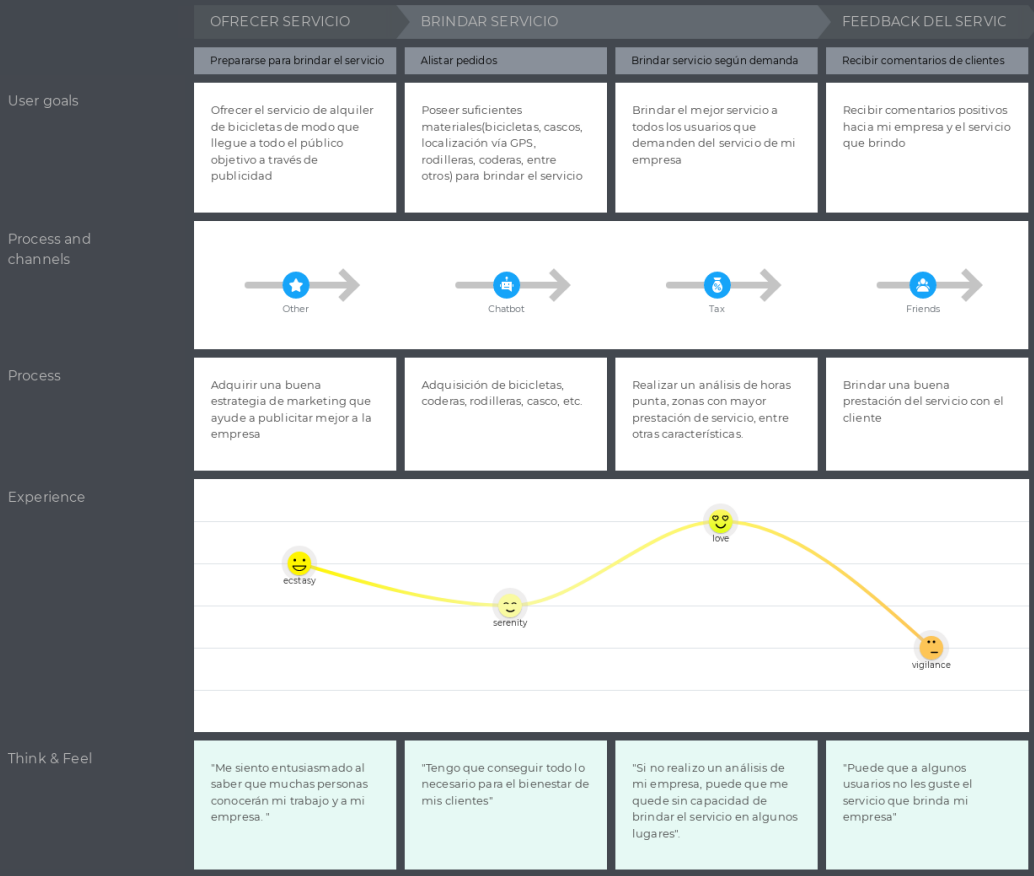 OFRECER SERVICIO
BRINDAR SERVICIO
FEEDBACK DEL SERVIC
Prepararse para brindar el servicio
Alistar pedidos
Brindar servicio según demanda
Recibir comentarios de clientes
User goals
Ofrecer el servicio de alquiler
de bicicletas de modo que
llegue a todo el público
objetivo a través de
publicidad
Poseer suficientes
materiales(bicicletas, cascos,
localización vía GPS,
rodilleras, coderas, entre
otros) para brindar el servicio
Brindar el mejor servicio a
todos los usuarios que
demanden del servicio de mi
empresa
Recibir comentarios positivos
hacia mi empresa y el servicio
que brindo
Process and
channels
Other
Chatbot
Tax
Friends
Process
Adquirir una buena
estrategia de marketing que
ayude a publicitar mejor a la
empresa
Adquisición de bicicletas,
coderas, rodilleras, casco, etc.
Realizar un análisis de horas
punta, zonas con mayor
prestación de servicio, entre
otras características.
Brindar una buena
prestación del servicio con el
cliente
Experience
ecstasy
serenity
love
vigilance
Think & Feel
"Me siento entusiasmado al
saber que muchas personas
conocerán mi trabajo y a mi
empresa. "
"Tengo que conseguir todo lo
necesario para el bienestar de
mis clientes"
"Si no realizo un análisis de
mi empresa, puede que me
quede sin capacidad de
brindar el servicio en algunos
lugares".
"Puede que a algunos
usuarios no les guste el
servicio que brinda mi
empresa"